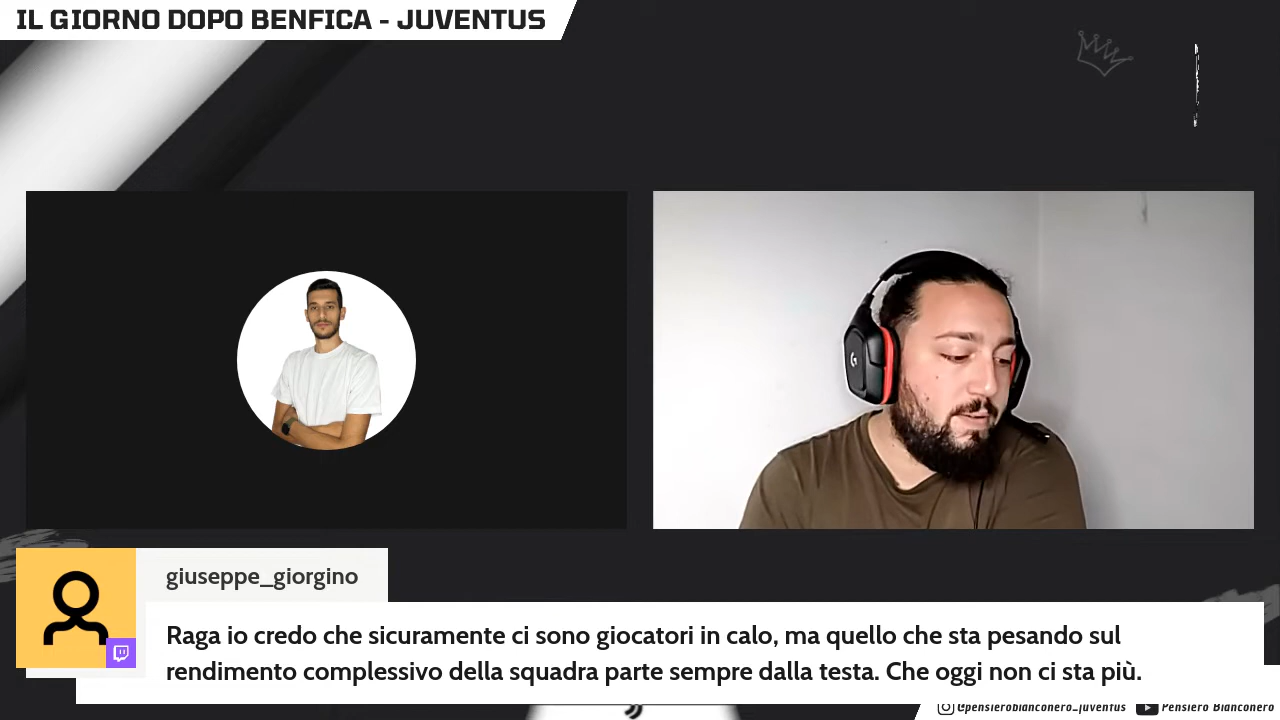 IL GIORNO DOPO BENFICA - JUVENTUS
giuseppe_giorgino
Raga io credo che sicuramente ci sono giocatori in calo, ma quello che sta pesando sul
rendimento complessivo della squadra parte sempre dalla testa. Che oggi non ci sta più.
@pensierobianconero_juventus Pensiero Bianconero